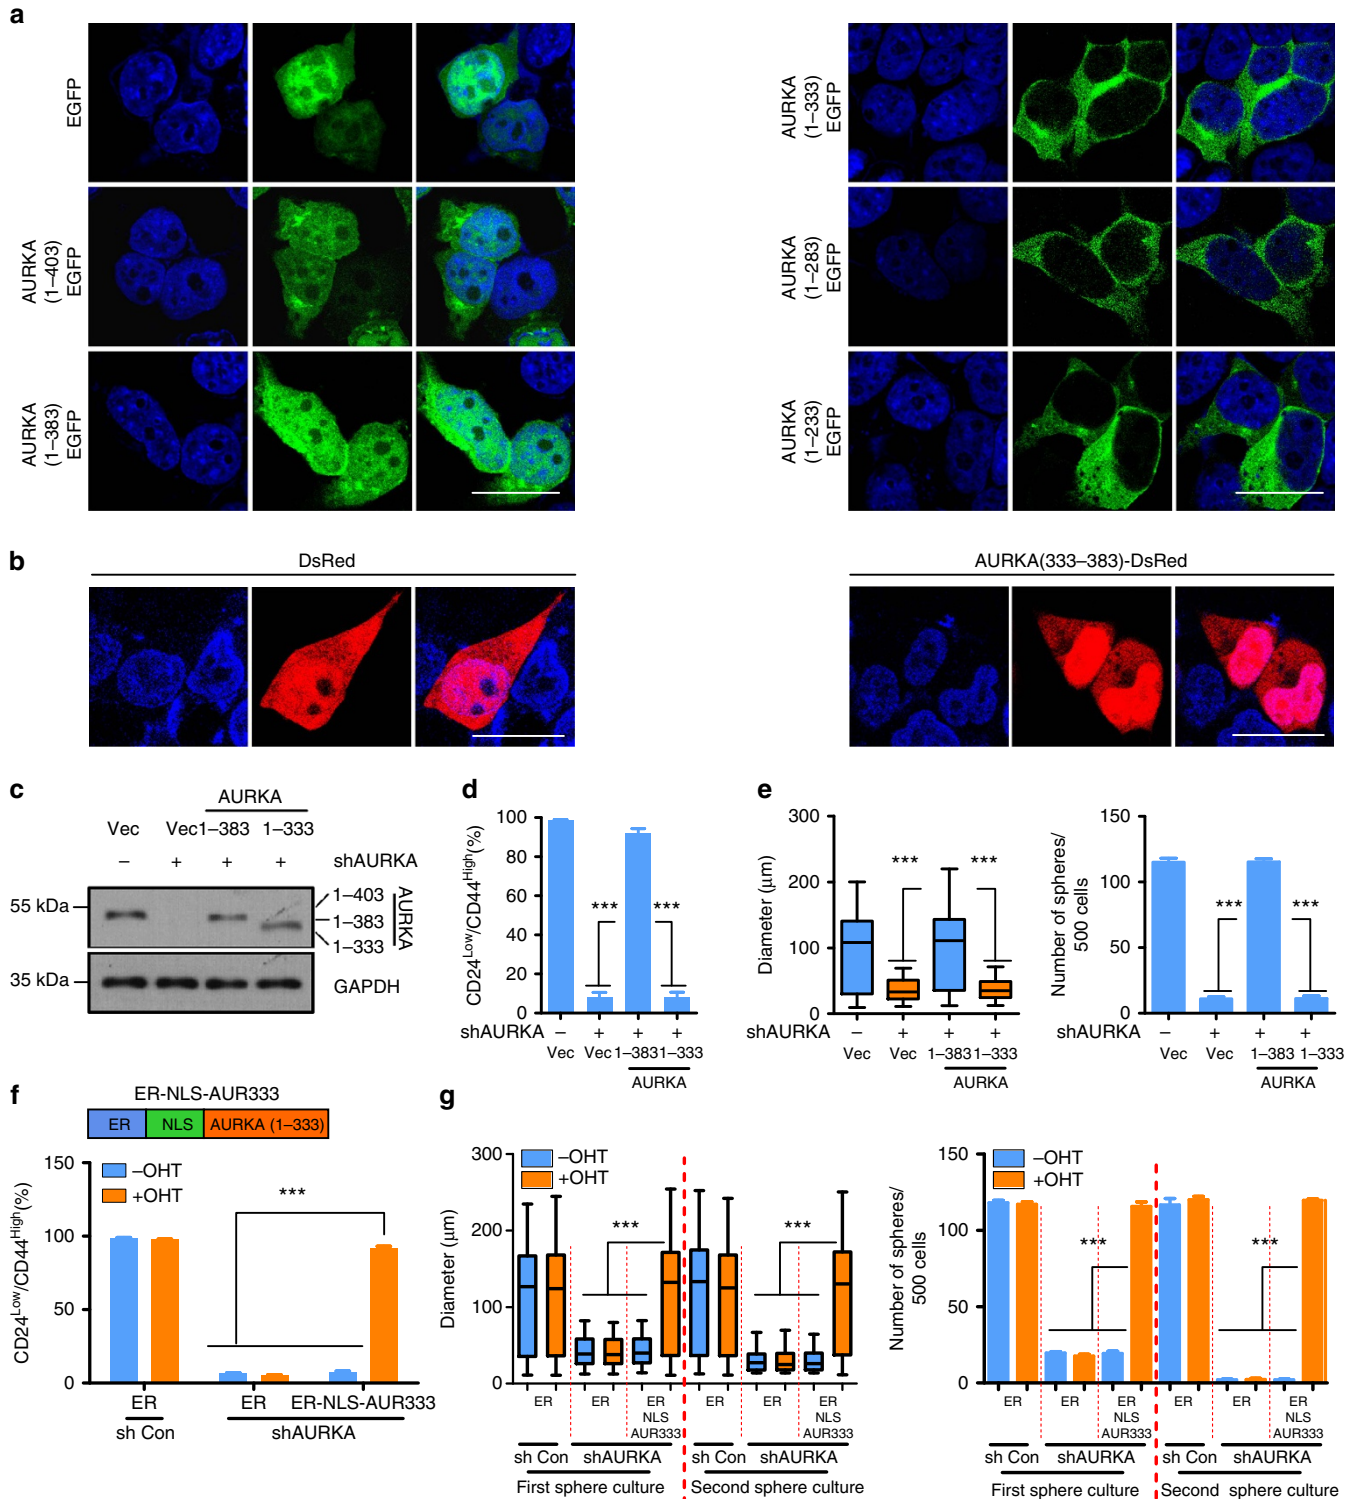 a
EGFP
AURKA
(1–403)
EGFP
AURKA
(1–383)
EGFP
AURKA
(1–333)
EGFP
AURKA
(1–283)
EGFP
AURKA
(1–233)
EGFP
b
DsRed
AURKA(333–383)-DsRed
c
AURKA
Vec Vec 1–383 1–333
– + + + shAURKA
55 kDa
35 kDa
1–403
1–383
1–333
AURKA
GAPDH
d
CD24Low/CD44High(%)
100
80
60
40
20
0
*** ***
shAURKA – + + +
Vec Vec 1–383 1–333
AURKA
e
Diameter (μm)
300
200
100
0
*** ***
shAURKA – + + +
Vec Vec 1–383 1–333
AURKA
Number of spheres/
500 cells
150
100
50
0
*** ***
shAURKA – + + +
Vec Vec 1–383 1–333
AURKA
f
ER-NLS-AUR333
ER NLS AURKA (1–333)
CD24Low/CD44High(%)
150
100
50
0
–OHT
+OHT
***
ER ER ER-NLS-AUR333
sh Con shAURKA
g
Diameter (μm)
300
200
100
0
–OHT
+OHT
*** ***
ER ER ER NLS AUR333 ER ER ER NLS AUR333
sh Con shAURKA sh Con shAURKA
First sphere culture Second sphere culture
Number of spheres/
500 cells
150
100
50
0
–OHT
+OHT
*** ***
ER ER ER NLS AUR333 ER ER ER NLS AUR333
sh Con shAURKA sh Con shAURKA
First sphere culture Second sphere culture